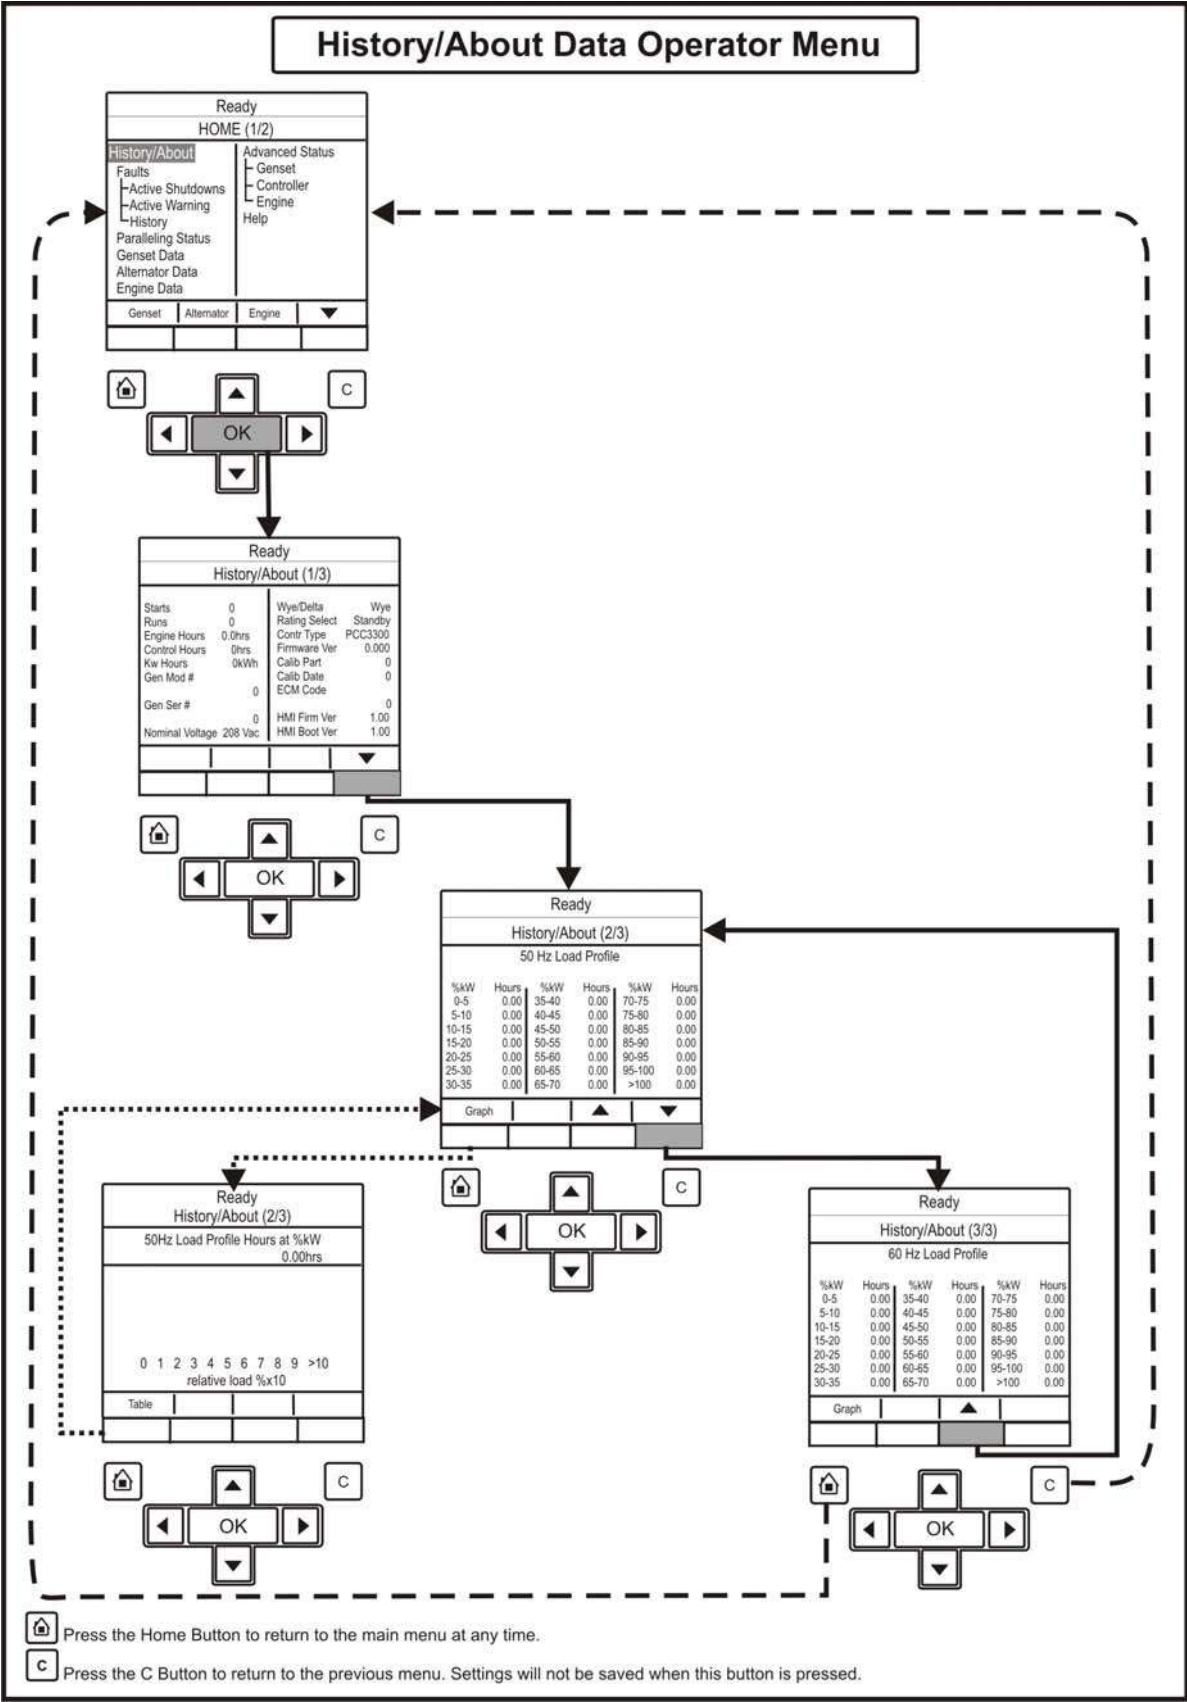 History/About Data Operator Menu
Ready
HOME (1/2)
History/About
Faults
Active Shutdowns
Active Warning
History
Paralleling Status
Genset Data
Alternator Data
Engine Data
Advanced Status
Genset
Controller
Engine
Help
Genset Alternator Engine
C
OK
Ready
History/About (1/3)
Starts 0
Runs 0
Engine Hours 0.0hrs
Control Hours 0hrs
Kw Hours 0kWh
Gen Mod #
0
Gen Ser #
0
Nominal Voltage 208 Vac
Wye/Delta Wye
Rating Select Standby
Contr Type PCC3300
Firmware Ver 0.000
Calib Part 0
Calib Date 0
ECM Code
0
HMI Firm Ver 1.00
HMI Boot Ver 1.00
C
OK
Ready
History/About (2/3)
50 Hz Load Profile
%kW Hours %kW Hours %kW Hours
0-5 0.00 35-40 0.00 70-75 0.00
5-10 0.00 40-45 0.00 75-80 0.00
10-15 0.00 45-50 0.00 80-85 0.00
15-20 0.00 50-55 0.00 85-90 0.00
20-25 0.00 55-60 0.00 90-95 0.00
25-30 0.00 60-65 0.00 95-100 0.00
30-35 0.00 65-70 0.00 >100 0.00
Graph
C
OK
Ready
History/About (2/3)
50Hz Load Profile Hours at %kW
0.00hrs
0 1 2 3 4 5 6 7 8 9 >10
relative load %x10
Table
C
OK
Ready
History/About (3/3)
60 Hz Load Profile
%kW Hours %kW Hours %kW Hours
0-5 0.00 35-40 0.00 70-75 0.00
5-10 0.00 40-45 0.00 75-80 0.00
10-15 0.00 45-50 0.00 80-85 0.00
15-20 0.00 50-55 0.00 85-90 0.00
20-25 0.00 55-60 0.00 90-95 0.00
25-30 0.00 60-65 0.00 95-100 0.00
30-35 0.00 65-70 0.00 >100 0.00
Graph
C
OK
Press the Home Button to return to the main menu at any time.
C Press the C Button to return to the previous menu. Settings will not be saved when this button is pressed.